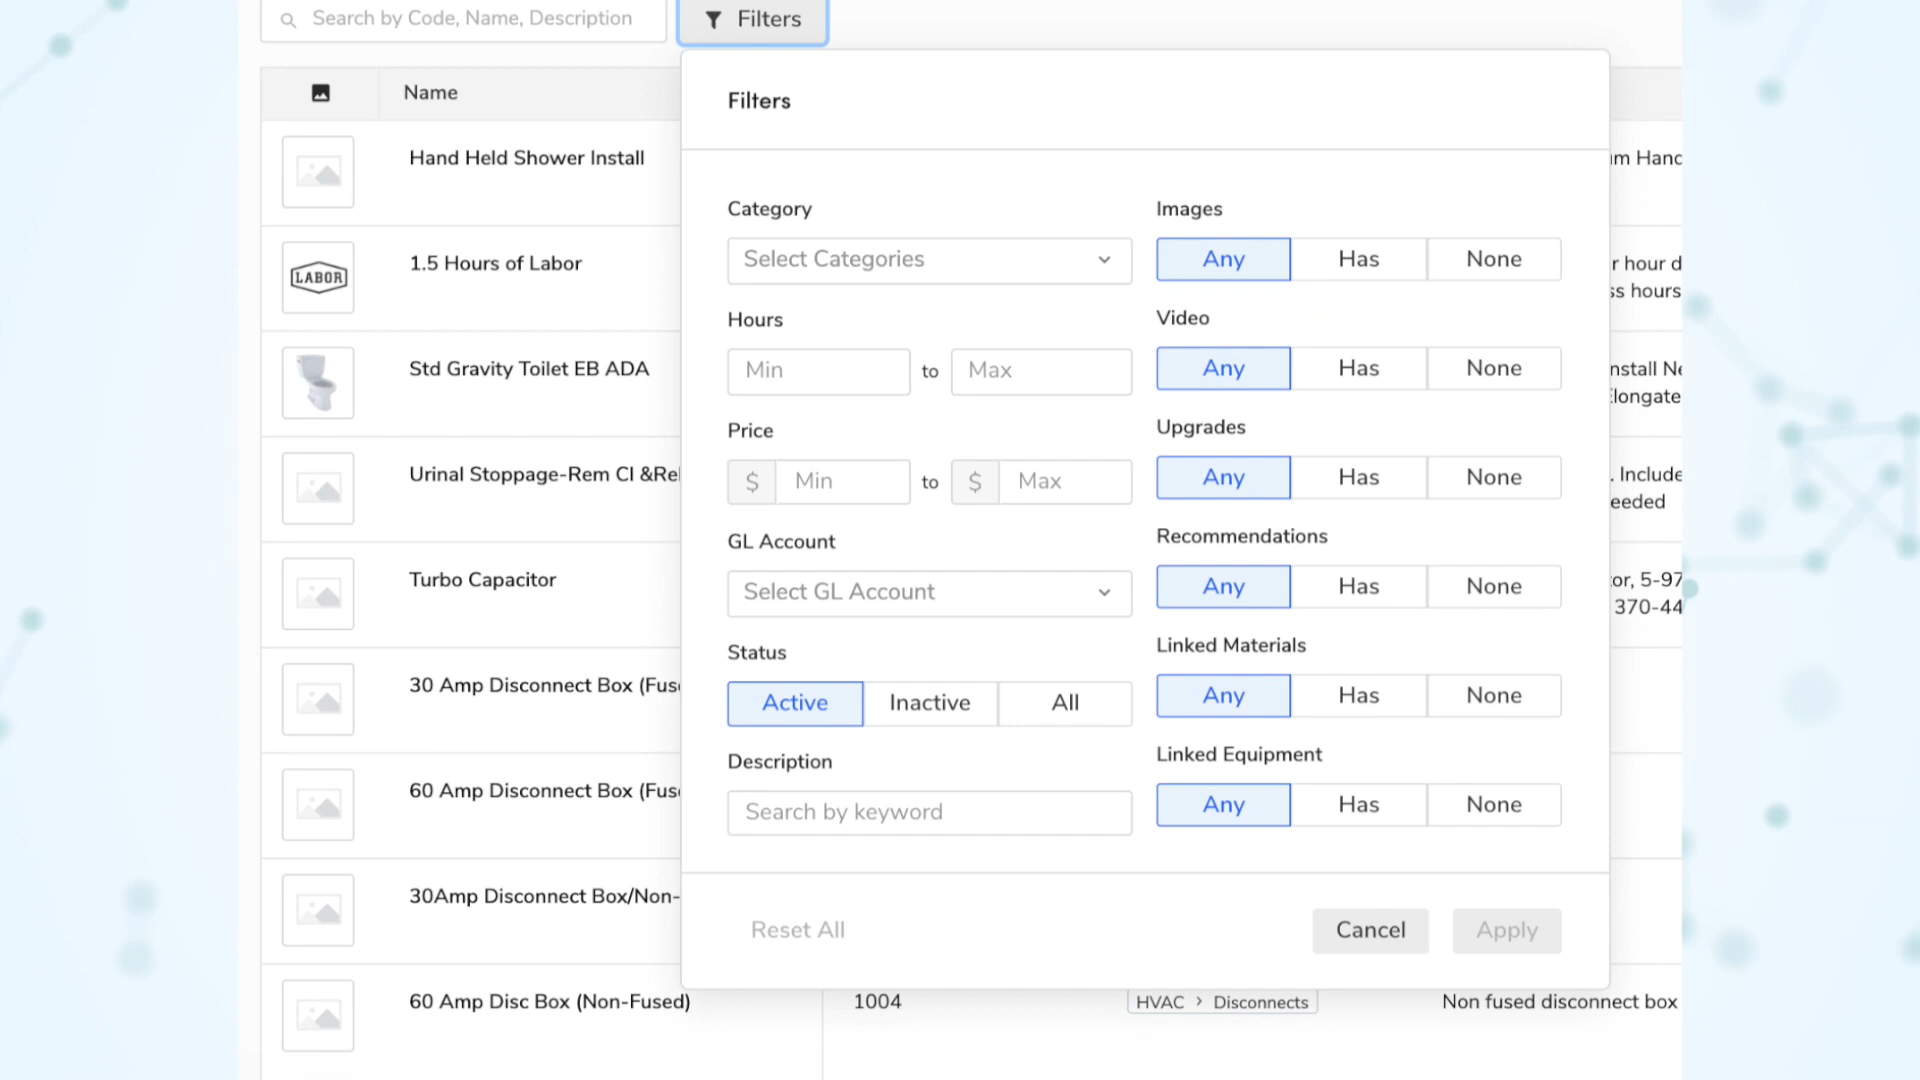 Search by Code, Name, Description
Filters
Name
Filters
Hand Held Shower Install
Category
Select Categories
Images
Any
Has
None
1.5 Hours of Labor
LABOR
r hour d
ss hours
Hours
Min
to
Max
Video
Any
Has
None
Std Gravity Toilet EB ADA
nstall Ne
Elongate
Price
$
Min
to
$
Max
Upgrades
Any
Has
None
Urinal Stoppage-Rem Cl &Re
. Include
eeded
GL Account
Select GL Account
Recommendations
Any
Has
None
Turbo Capacitor
or, 5-97
370-44
Status
Active
Inactive
All
Linked Materials
Any
Has
None
30 Amp Disconnect Box (Fus
Description
Search by keyword
Linked Equipment
Any
Has
None
60 Amp Disconnect Box (Fus
30Amp Disconnect Box/Non-
Reset All
Cancel
Apply
60 Amp Disc Box (Non-Fused)
1004
HVAC > Disconnects
Non fused disconnect box